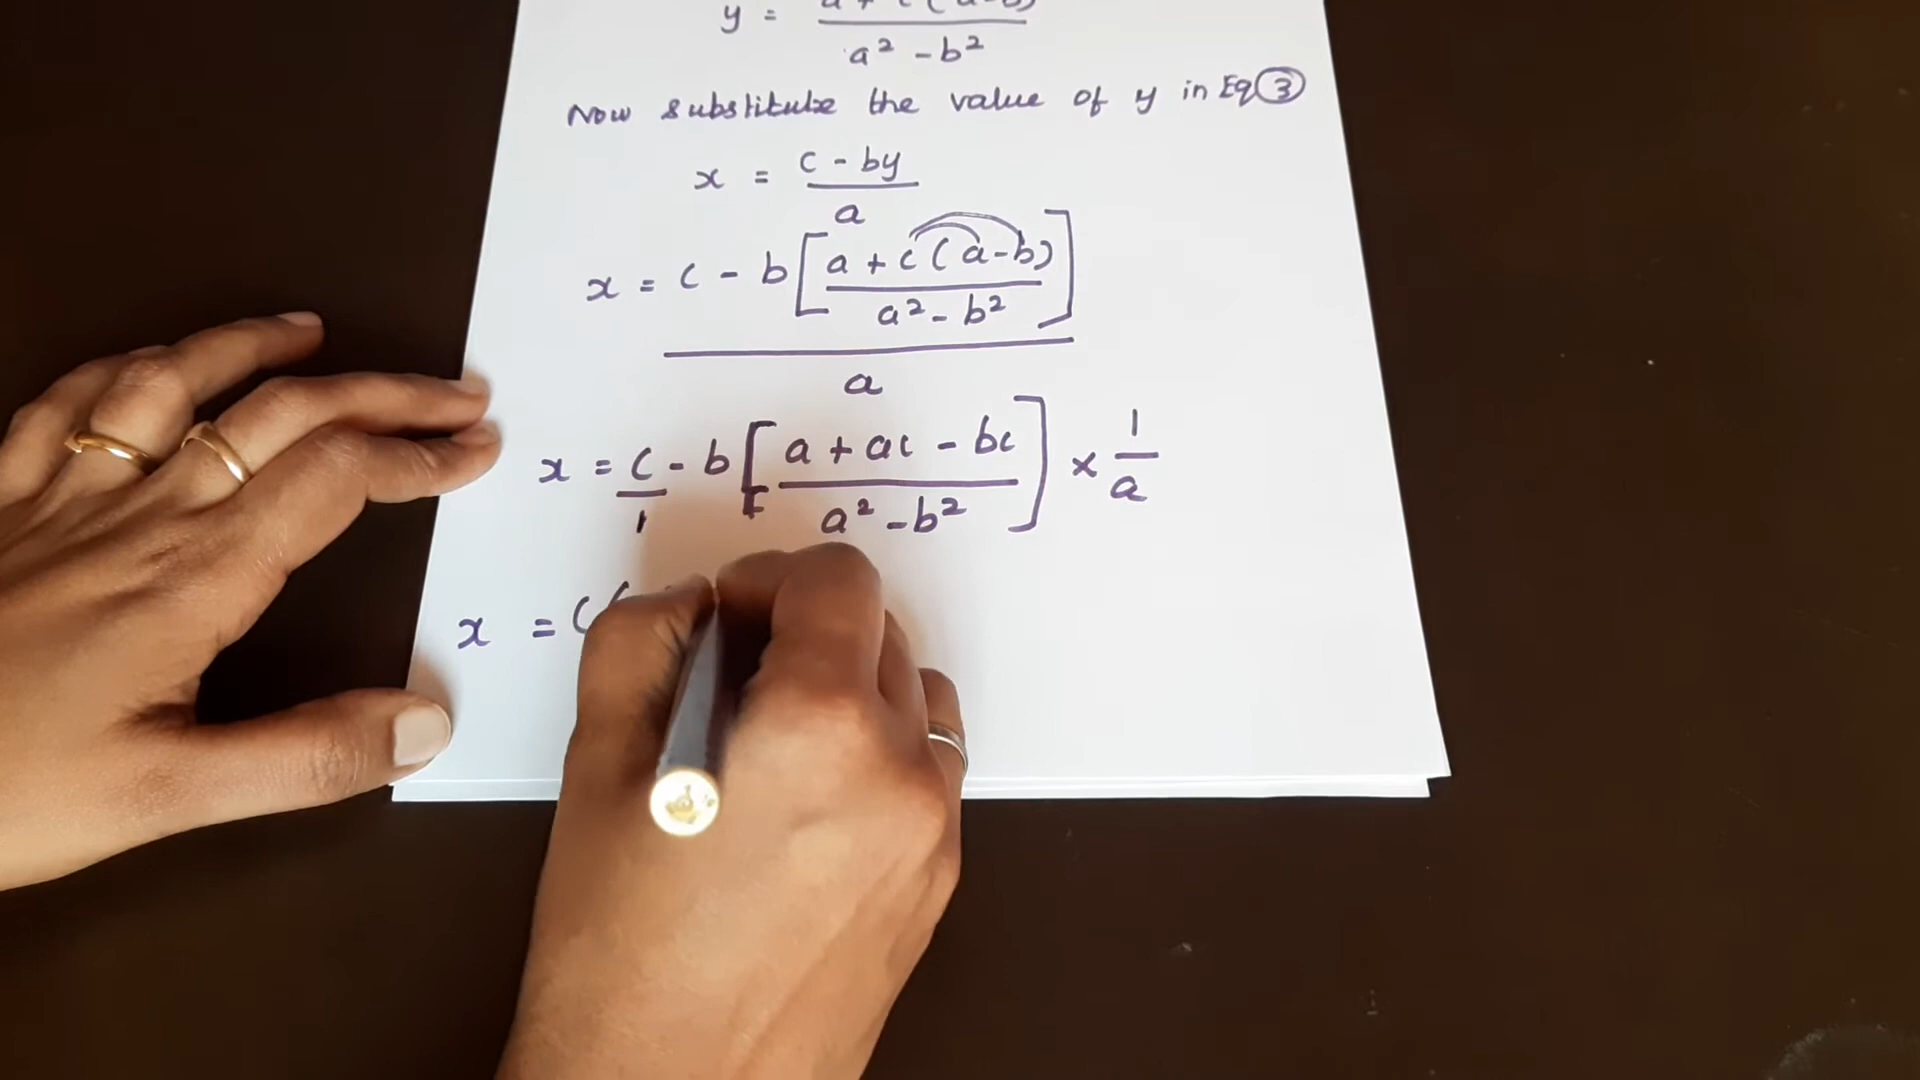 y = a + c (a-b)
a² - b²
Now substitute the value of y in Eq ③
x = c - by
a
x = c - b [ a + c ( a - b )
a² - b² ]
a
x = c/1 - b [ a + ac - bc
a² - b² ] × 1/a
x = c (